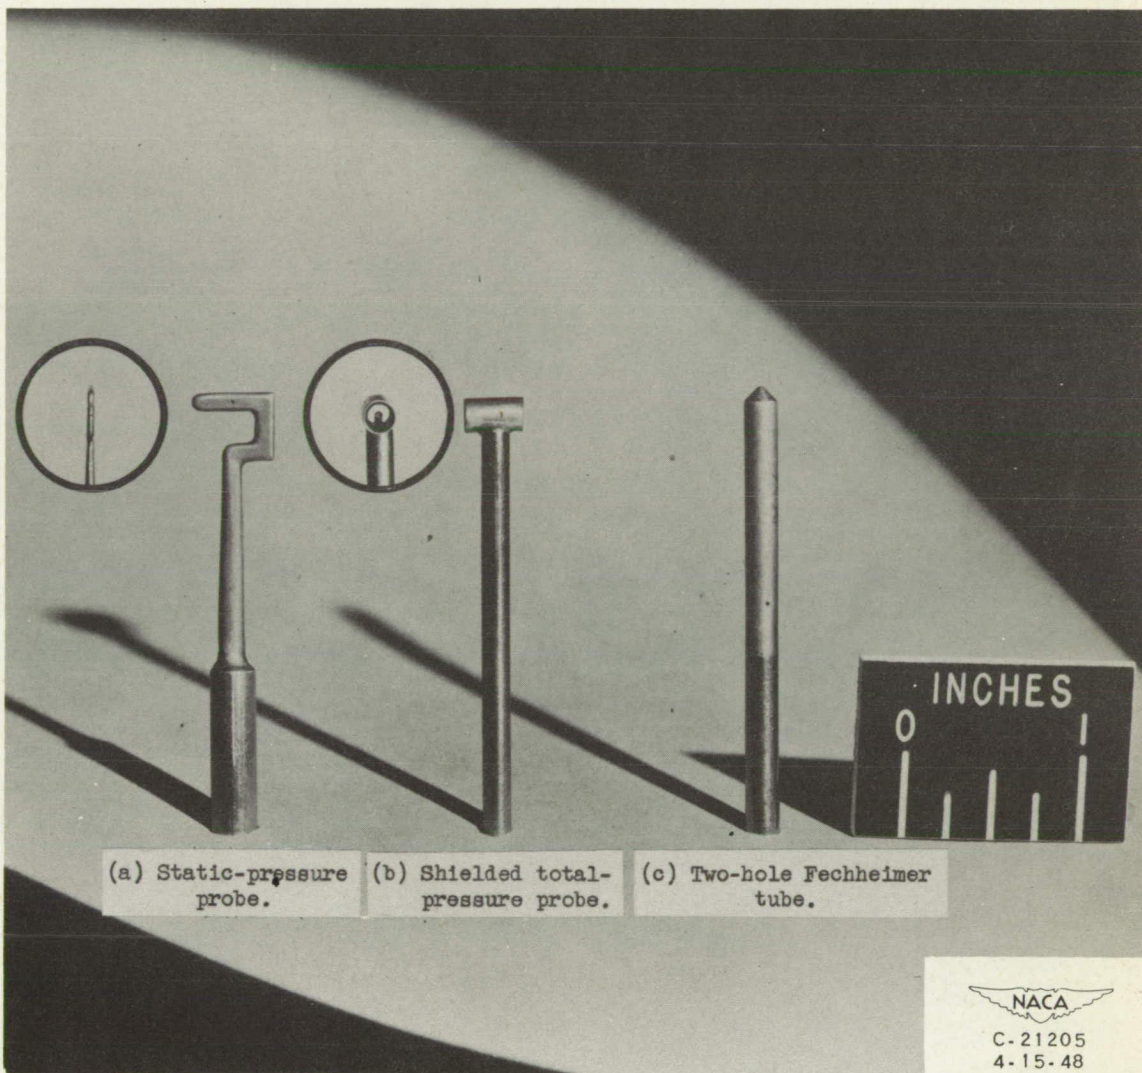 INCHES
0 1
(a) Static-pressure
probe.
(b) Shielded total-
pressure probe.
(c) Two-hole Fechheimer
tube.
NACA
C-21205
4-15-48